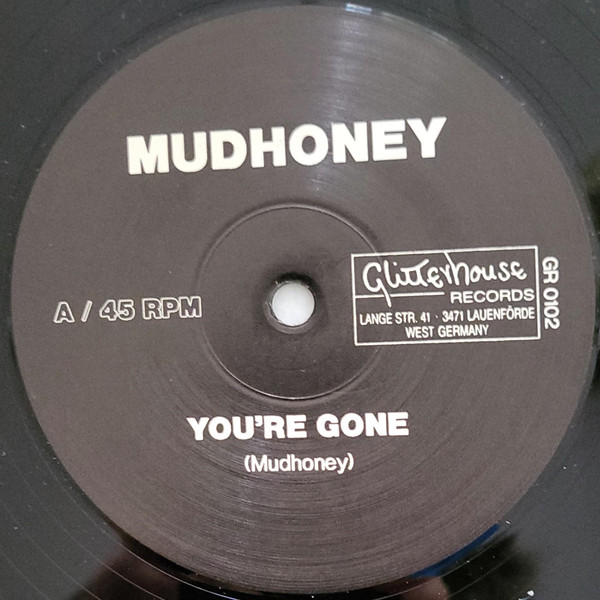 MUDHONEY
A / 45 RPM
Glitterhouse
RECORDS
LANGE STR. 41 · 3471 LAUENFÖRDE
WEST GERMANY
GR 0102
YOU'RE GONE
(Mudhoney)